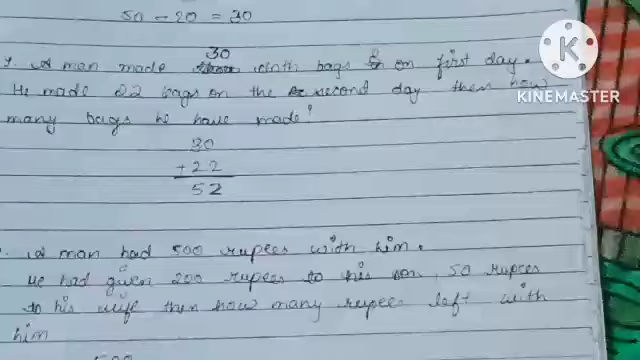 50 - 20 = 30
30
A man made cloth bags on first day.
He made 22 bags on the second day then how
many bags he have made?
30
+22
52
A man had 500 rupees with him.
He had given 200 rupees to his son, 50 rupees
to his wife then how many rupees left with
him
500
KINEMASTER